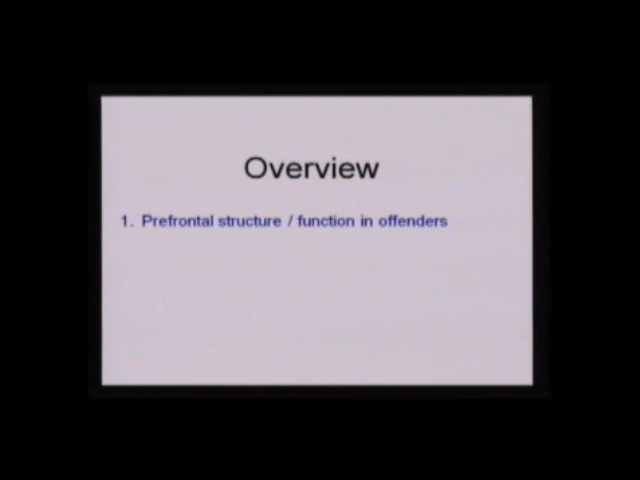 Overview
1. Prefrontal structure / function in offenders